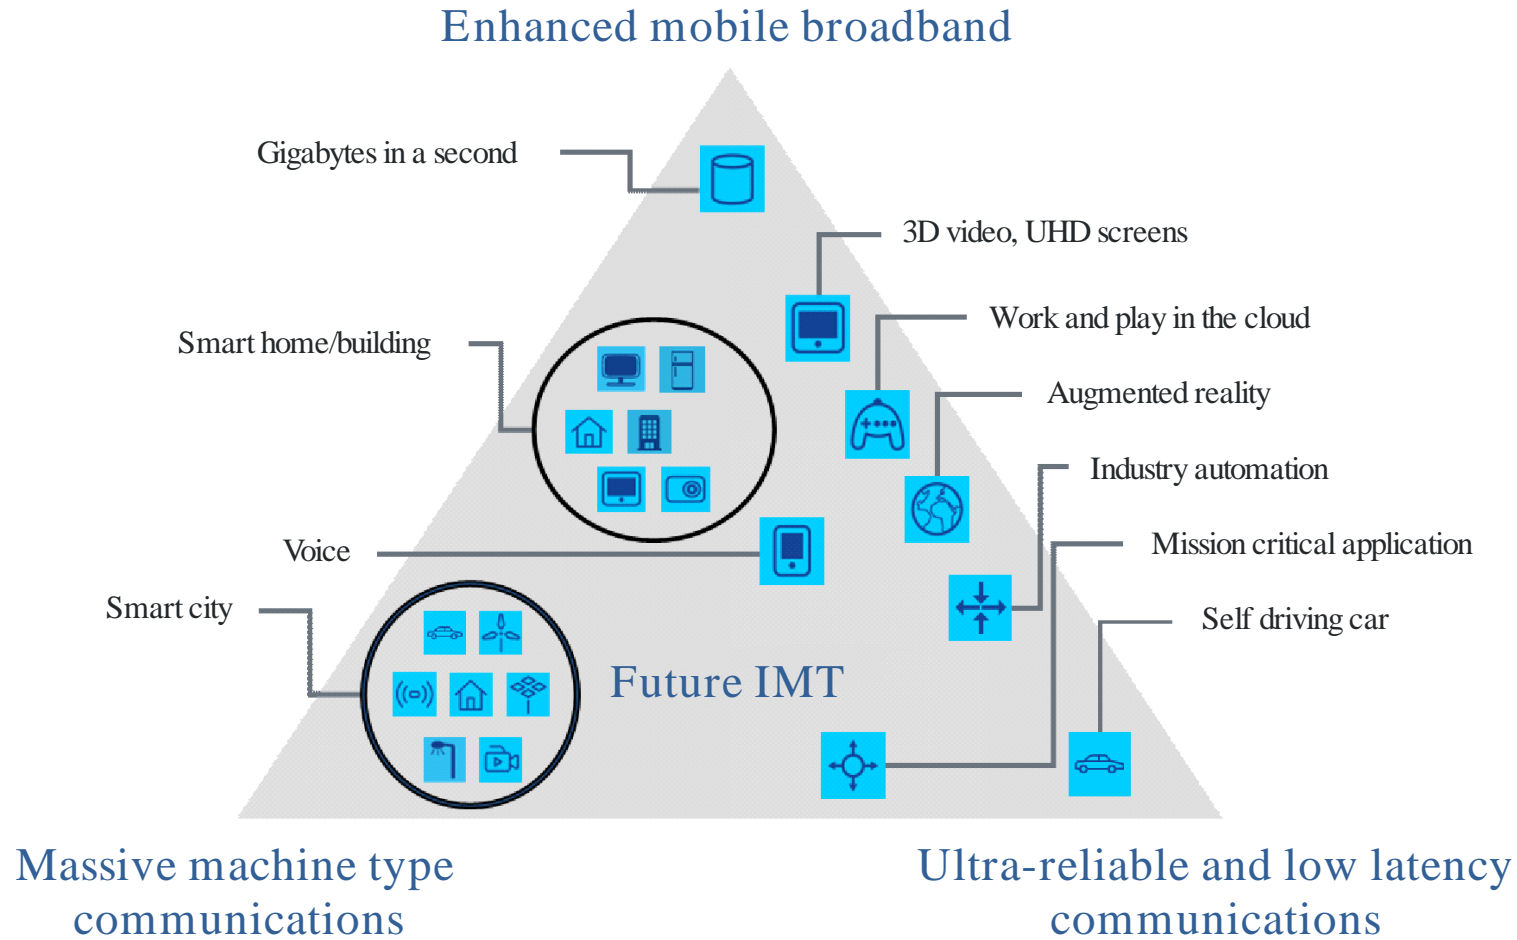 Enhanced mobile broadband
Gigabytes in a second
3D video, UHD screens
Work and play in the cloud
Smart home/building
Augmented reality
Industry automation
Mission critical application
Voice
Smart city
Self driving car
Future IMT
Massive machine type
communications
Ultra-reliable and low latency
communications